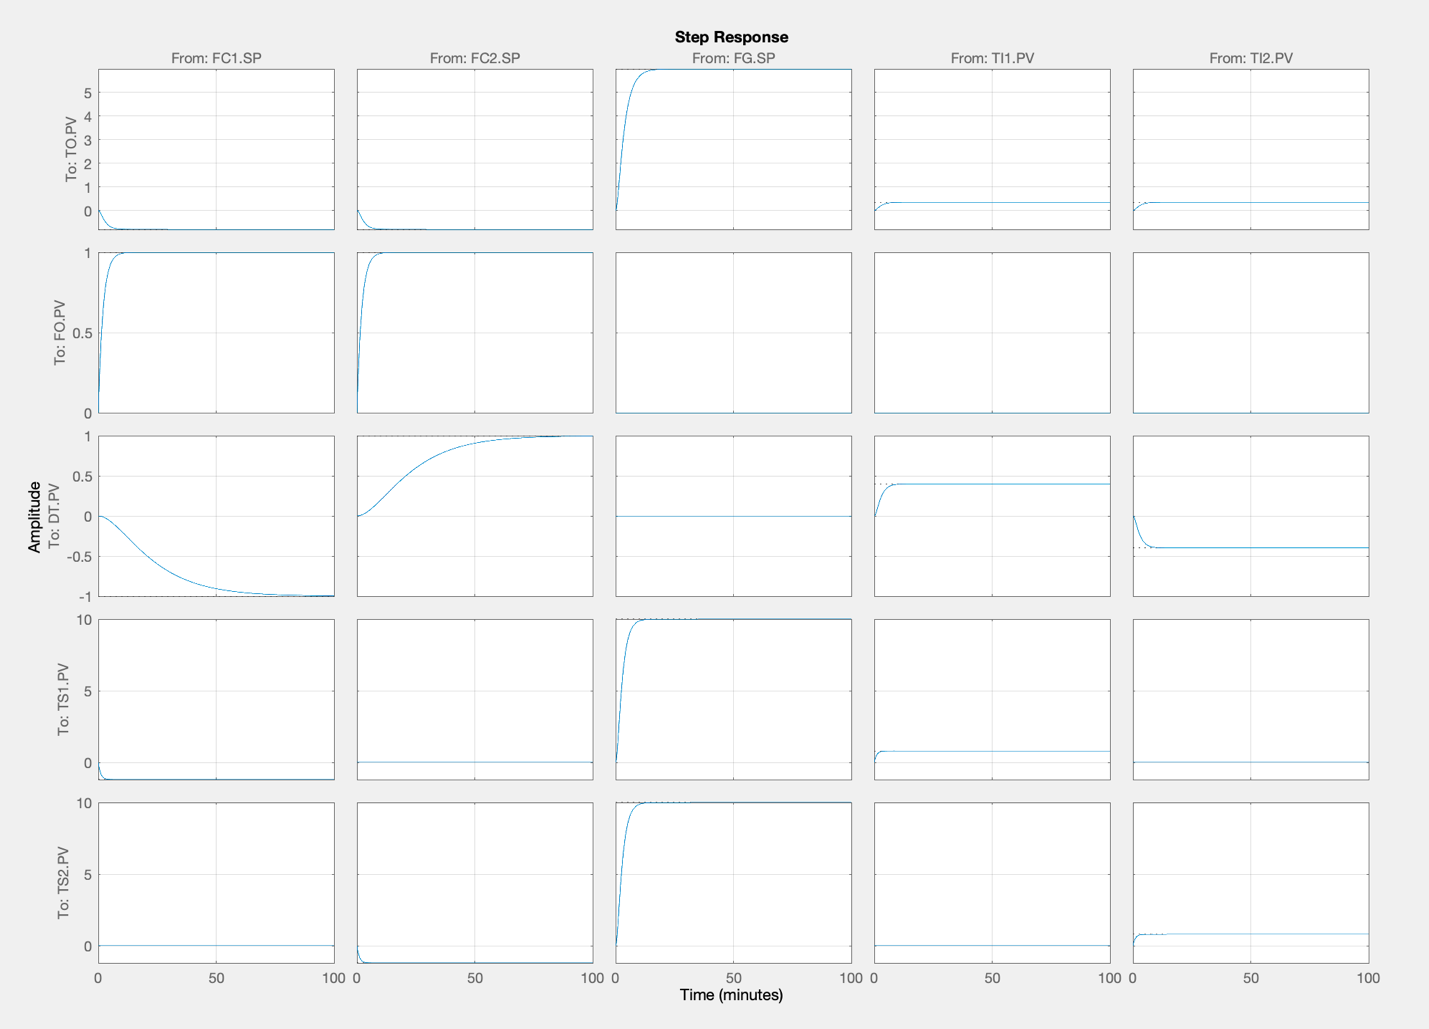 Step Response
From: FC1.SP
From: FC2.SP
From: FG.SP
From: TI1.PV
From: TI2.PV
To: TO.PV
5
4
3
2
1
0
To: FO.PV
1
0.5
0
Amplitude
To: DT.PV
1
0.5
0
-0.5
-1
To: TS1.PV
10
5
0
To: TS2.PV
10
5
0
0 50 100 0 50 100 0 50 100 0 50 100 0 50 100
Time (minutes)